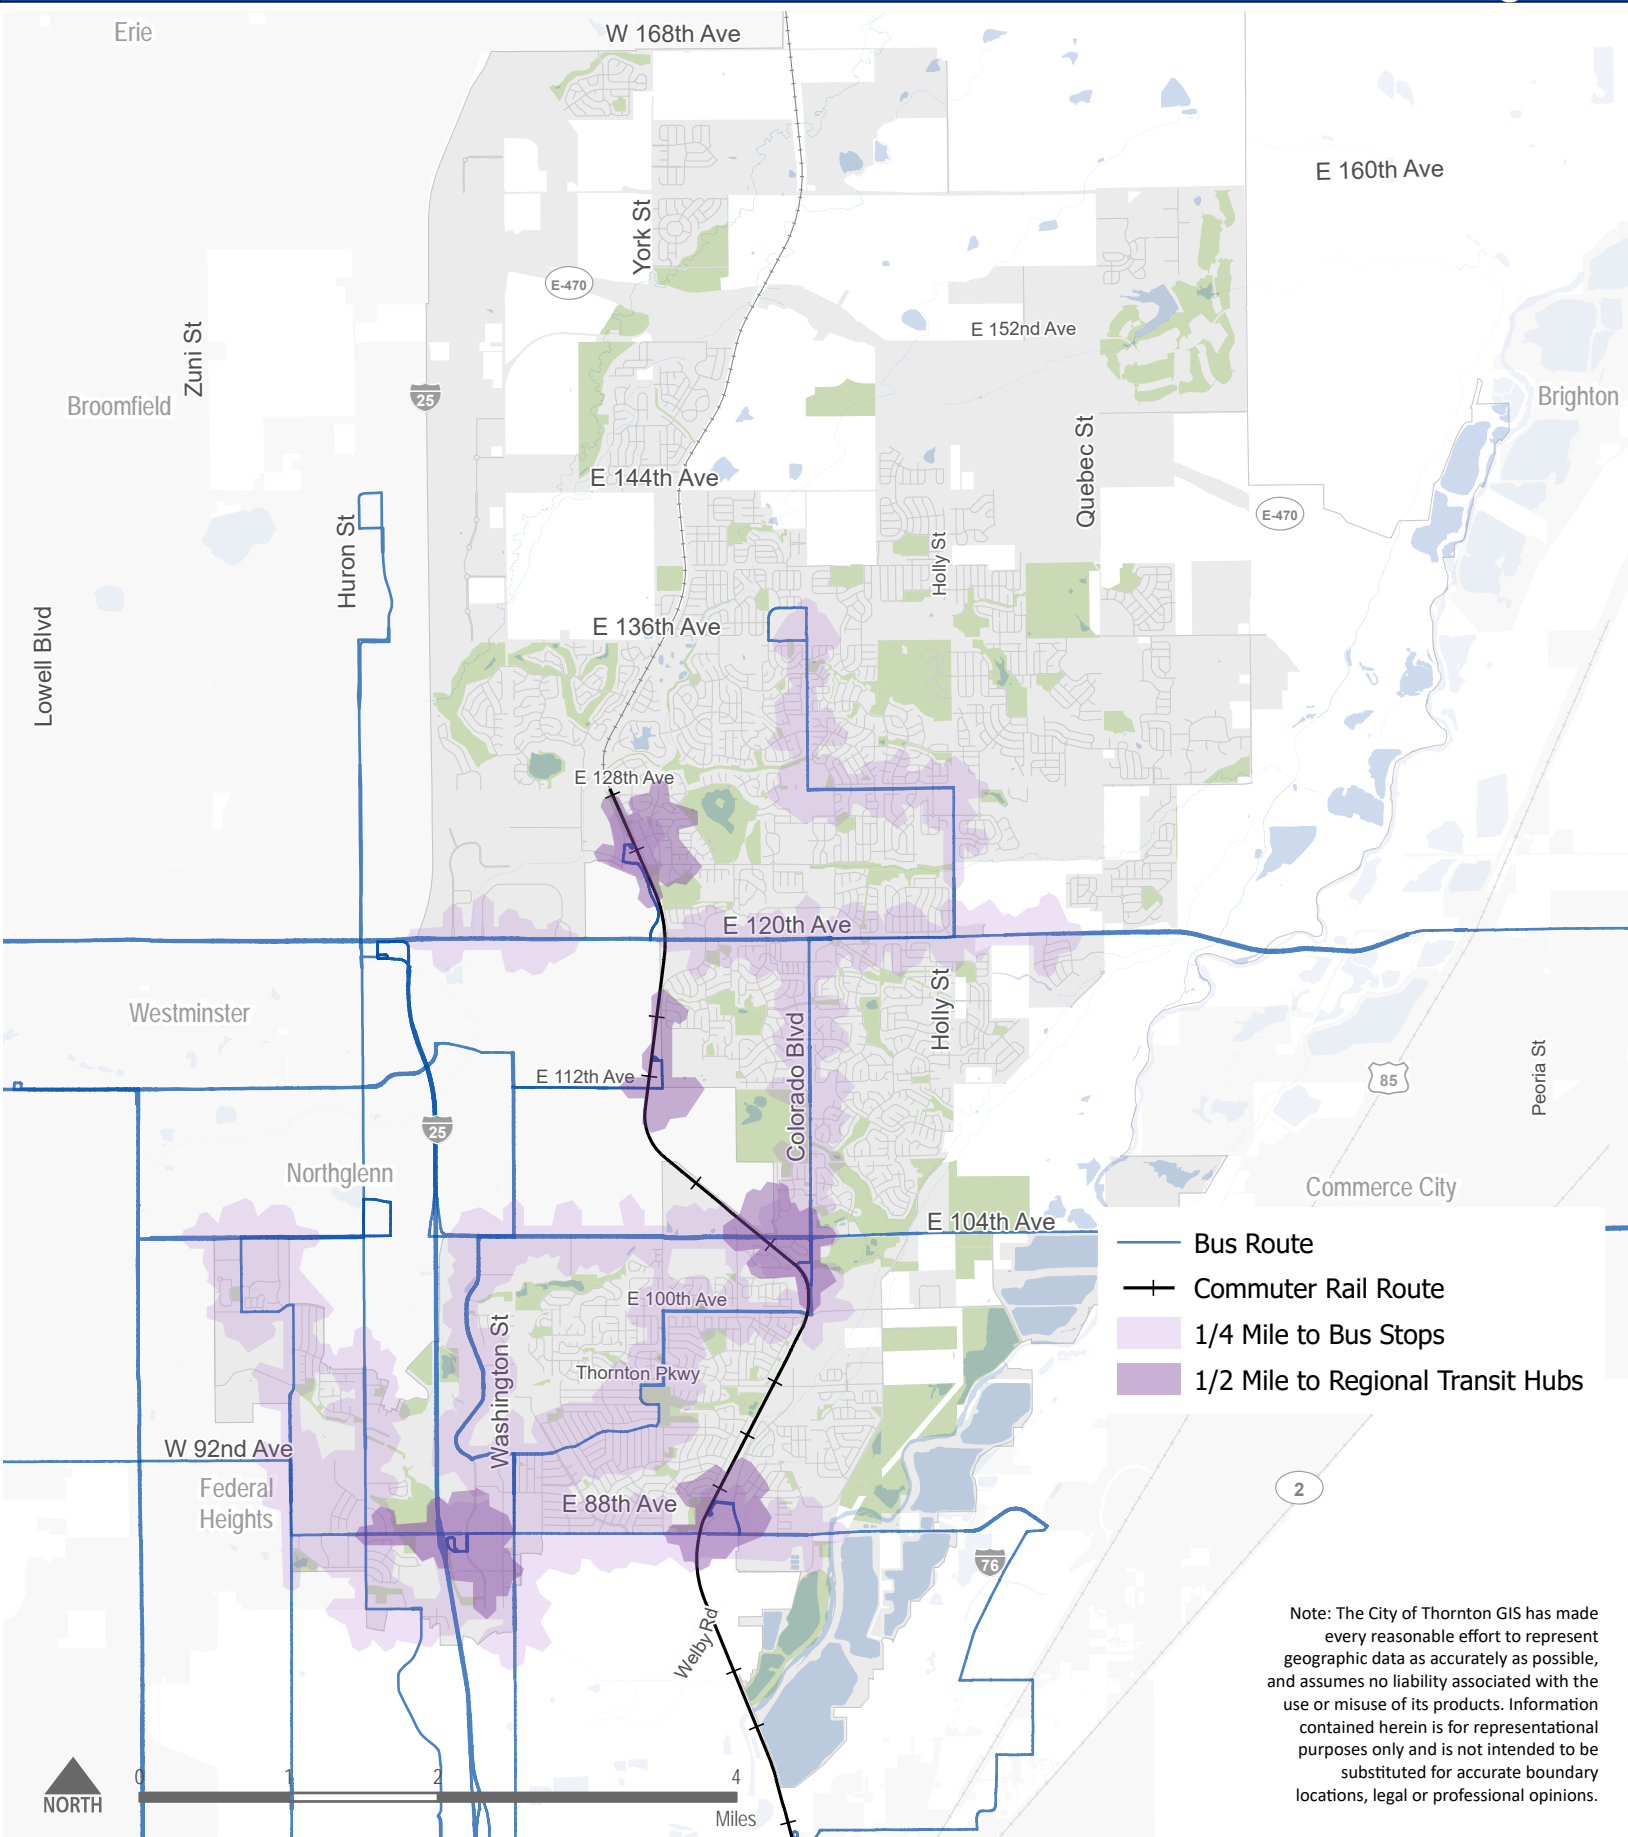 Erie
W 168th Ave
E 160th Ave
York St
E-470
Zuni St
E 152nd Ave
25
Broomfield
Brighton
Quebec St
E 144th Ave
E-470
Huron St
Holly St
Lowell Blvd
E 136th Ave
E 128th Ave
E 120th Ave
Westminster
Holly St
Colorado Blvd
E 112th Ave
85
Peoria St
25
Northglenn
Commerce City
E 104th Ave
Bus Route
Commuter Rail Route
1/4 Mile to Bus Stops
1/2 Mile to Regional Transit Hubs
E 100th Ave
Washington St
Thornton Pkwy
W 92nd Ave
Federal
Heights
E 88th Ave
2
76
Welby Rd
Note: The City of Thornton GIS has made
every reasonable effort to represent
geographic data as accurately as possible,
and assumes no liability associated with the
use or misuse of its products. Information
contained herein is for representational
purposes only and is not intended to be
substituted for accurate boundary
locations, legal or professional opinions.
NORTH
0 1 2 4
Miles